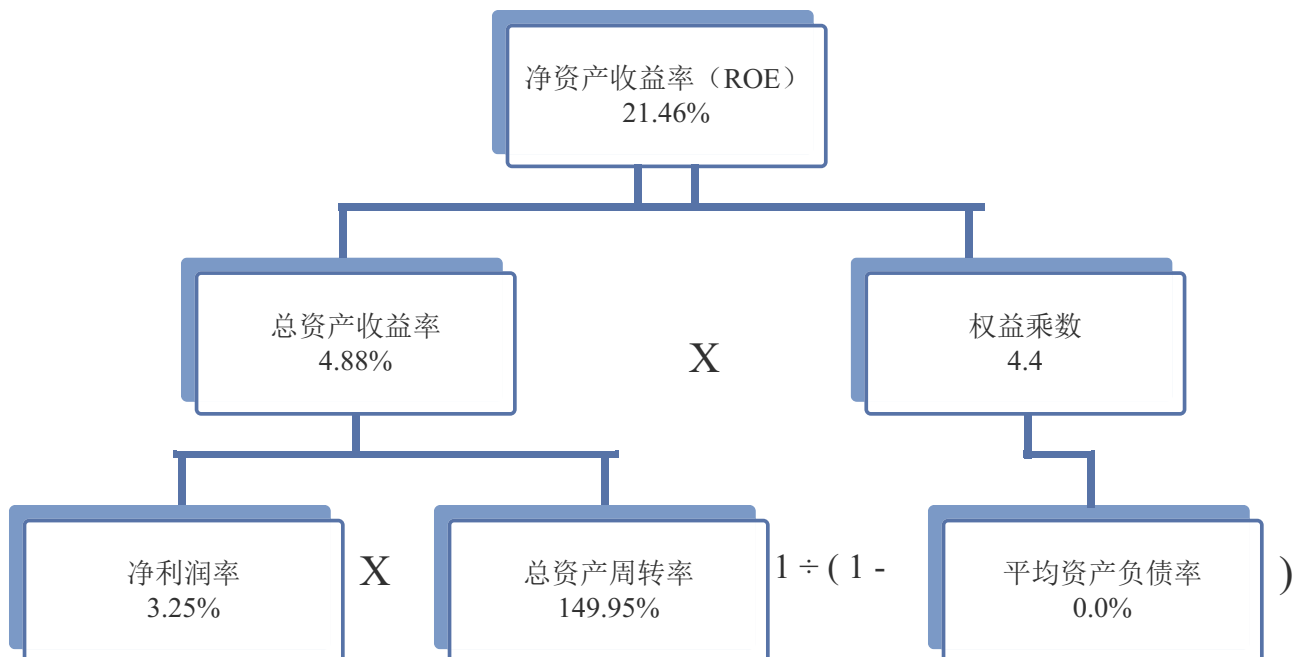 净资产收益率（ROE）
21.46%
总资产收益率
4.88%
X
权益乘数
4.4
净利润率
3.25%
X
总资产周转率
149.95%
1 ÷ ( 1 -
平均资产负债率
0.0%
)